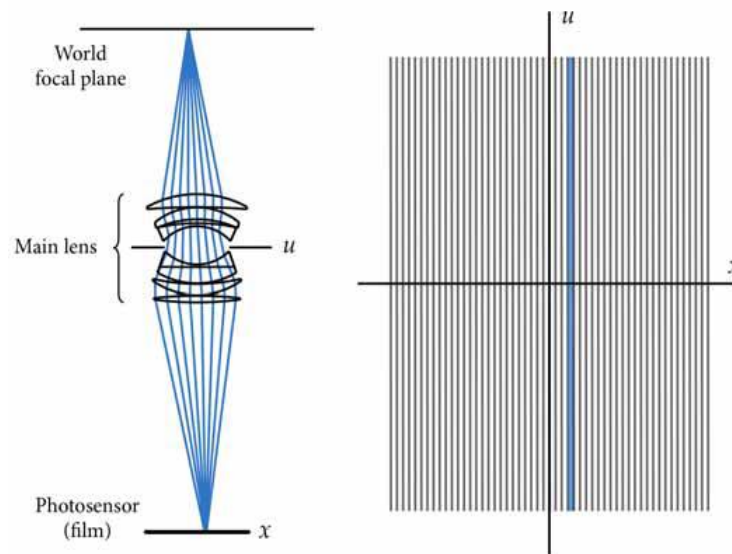 World
focal plane
Main lens
u
Photosensor
(film)
x
u
x